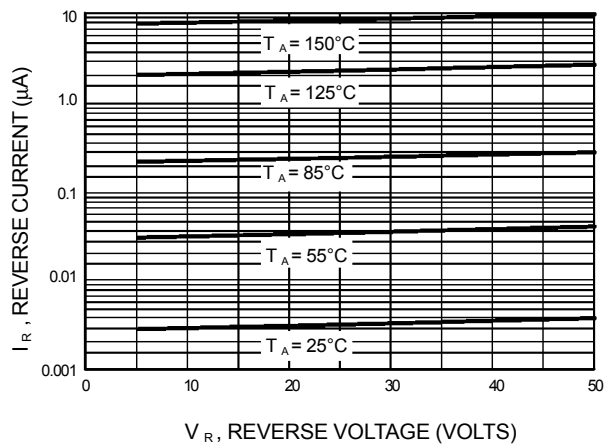 10
1.0
0.1
0.01
0.001
I R , REVERSE CURRENT (μA)
T A = 150°C
T A = 125°C
T A = 85°C
T A = 55°C
T A = 25°C
0 10 20 30 40 50
V R , REVERSE VOLTAGE (VOLTS)